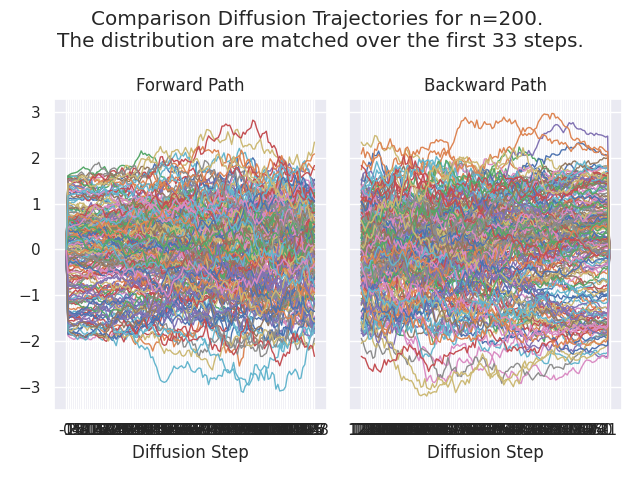 Comparison Diffusion Trajectories for n=200.
The distribution are matched over the first 33 steps.
Forward Path
Backward Path
3
2
1
0
−1
−2
−3
Diffusion Step
Diffusion Step